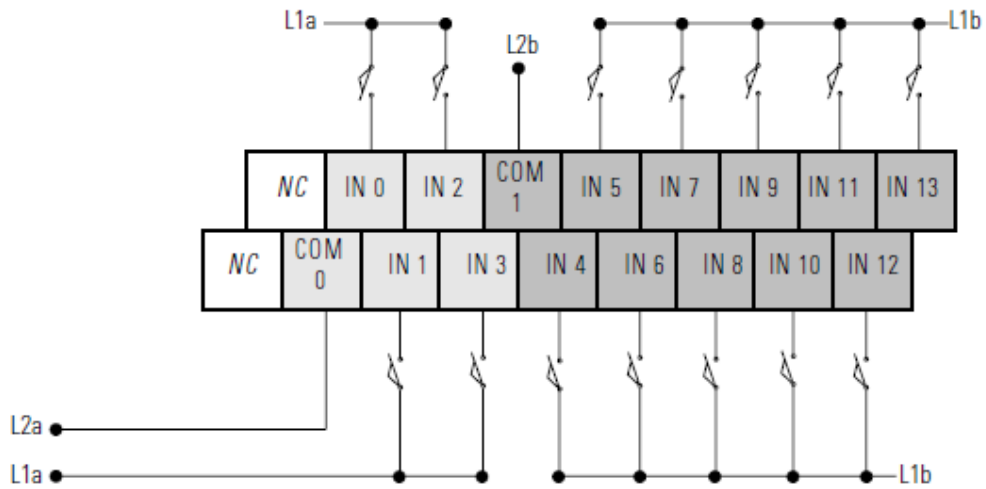 L1a
L1b
L2b
NC IN 0 IN 2 COM 1 IN 5 IN 7 IN 9 IN 11 IN 13
NC COM 0 IN 1 IN 3 IN 4 IN 6 IN 8 IN 10 IN 12
L2a
L1a
L1b